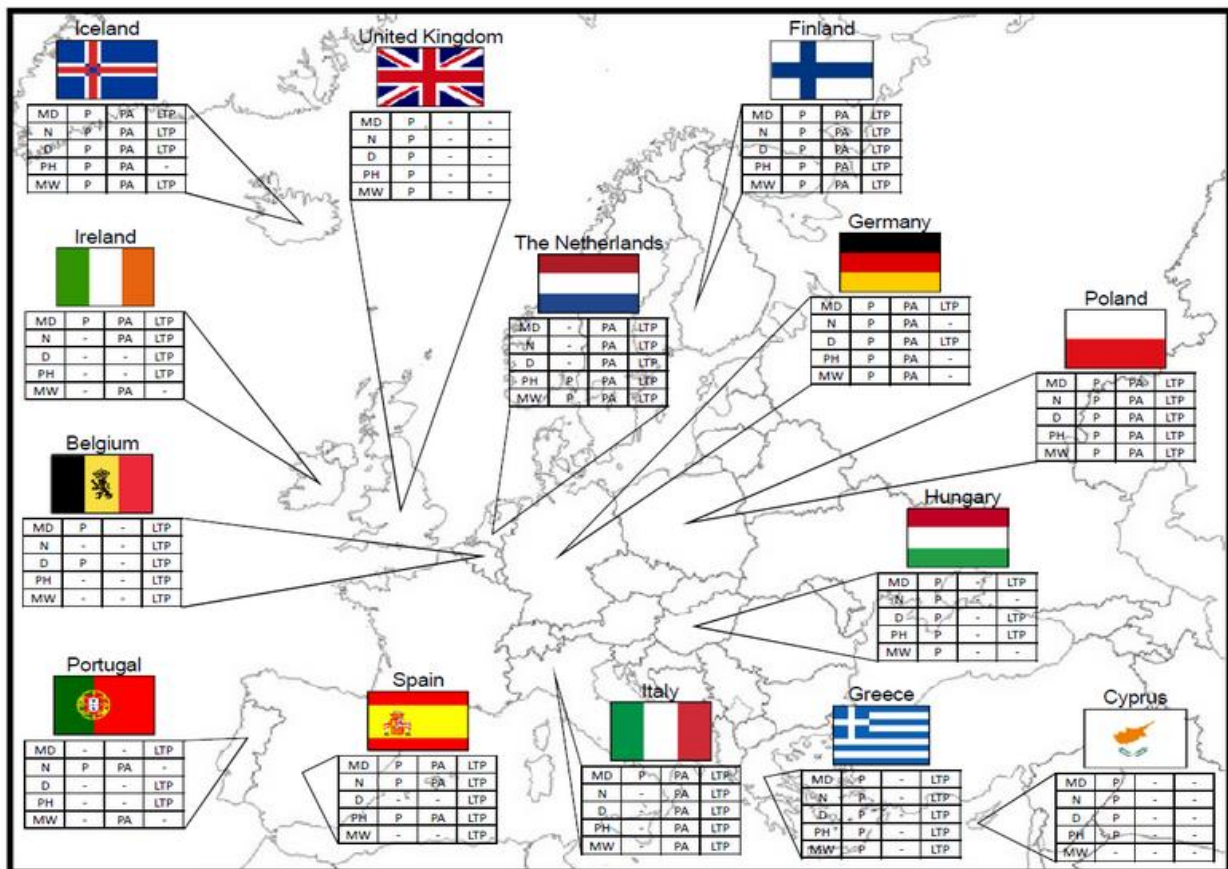 Iceland
MD P PA LTP
N P PA LTP
D P PA LTP
PH P PA -
MW P PA LTP
United Kingdom
MD P - -
N P - -
D P - -
PH P - -
MW P - -
Finland
MD P PA LTP
N P PA LTP
D P PA LTP
PH P PA LTP
MW P PA LTP
Ireland
MD P PA LTP
N - PA LTP
D - - LTP
PH - - LTP
MW - PA -
The Netherlands
MD - PA LTP
N - PA LTP
D - PA LTP
PH P PA LTP
MW P PA LTP
Germany
MD P PA LTP
N P PA -
D P PA LTP
PH P PA -
MW P PA -
Poland
MD P PA LTP
N P PA LTP
D P PA LTP
PH P PA LTP
MW P PA LTP
Belgium
MD P - LTP
N - - LTP
D P - LTP
PH - - LTP
MW - - LTP
Hungary
MD P - LTP
N P - -
D P - LTP
PH P - LTP
MW P - -
Portugal
MD - - LTP
N P PA -
D - - LTP
PH - - LTP
MW - PA -
Spain
MD P PA LTP
N P PA LTP
D - - LTP
PH P PA LTP
MW - - LTP
Italy
MD P PA LTP
N - PA LTP
D - PA LTP
PH - PA LTP
MW - PA LTP
Greece
MD P - LTP
N P - LTP
D P - LTP
PH P - LTP
MW P - LTP
Cyprus
MD P - -
N P - -
D P - -
PH P - -
MW - - -